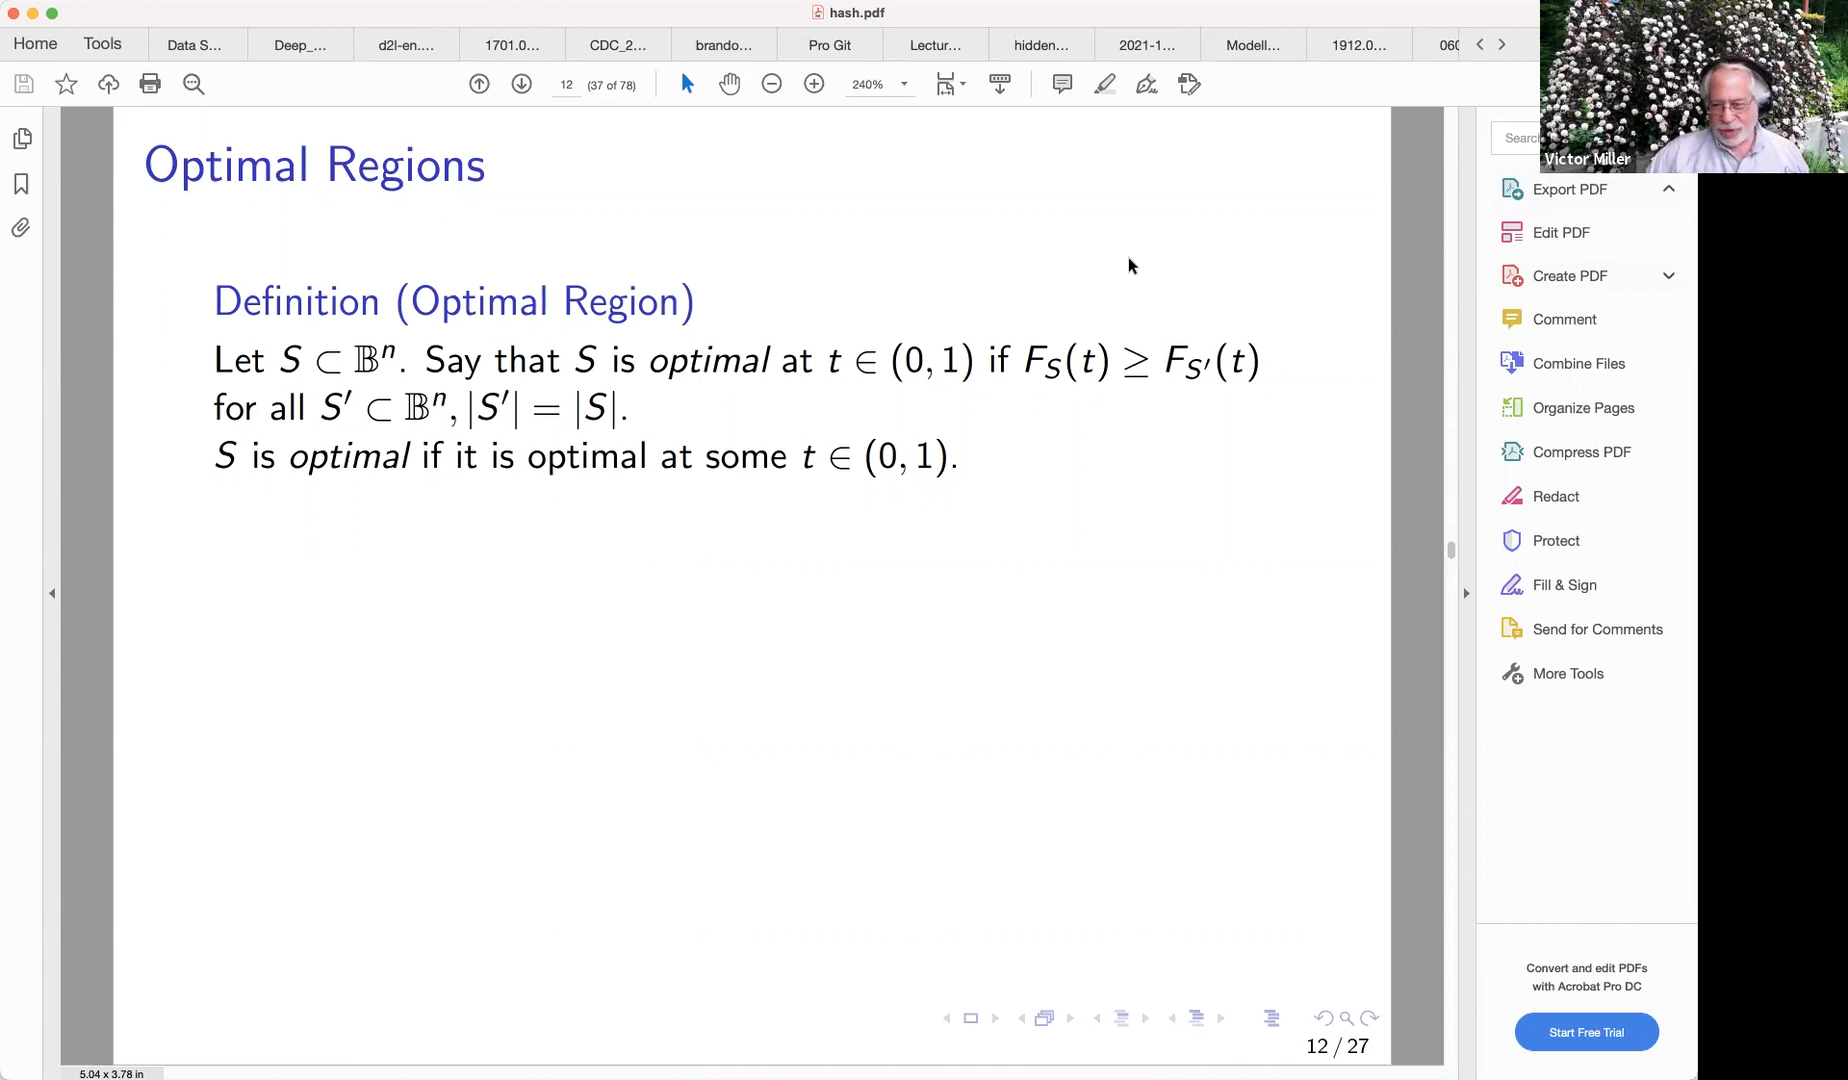 hash.pdf
Home Tools Data S... Deep_... d2l-en.... 1701.0... CDC_2... brando... Pro Git Lectur... hidden... 2021-1... Modell... 1912.0... 060
12 (37 of 78) 240%
Victor Miller
Optimal Regions
Definition (Optimal Region)
Let S ⊂ 𝔹ⁿ. Say that S is optimal at t ∈ (0, 1) if F_S(t) ≥ F_S′(t)
for all S′ ⊂ 𝔹ⁿ, |S′| = |S|.
S is optimal if it is optimal at some t ∈ (0, 1).
12 / 27
5.04 x 3.78 in
Searc
Export PDF
Edit PDF
Create PDF
Comment
Combine Files
Organize Pages
Compress PDF
Redact
Protect
Fill & Sign
Send for Comments
More Tools
Convert and edit PDFs
with Acrobat Pro DC
Start Free Trial